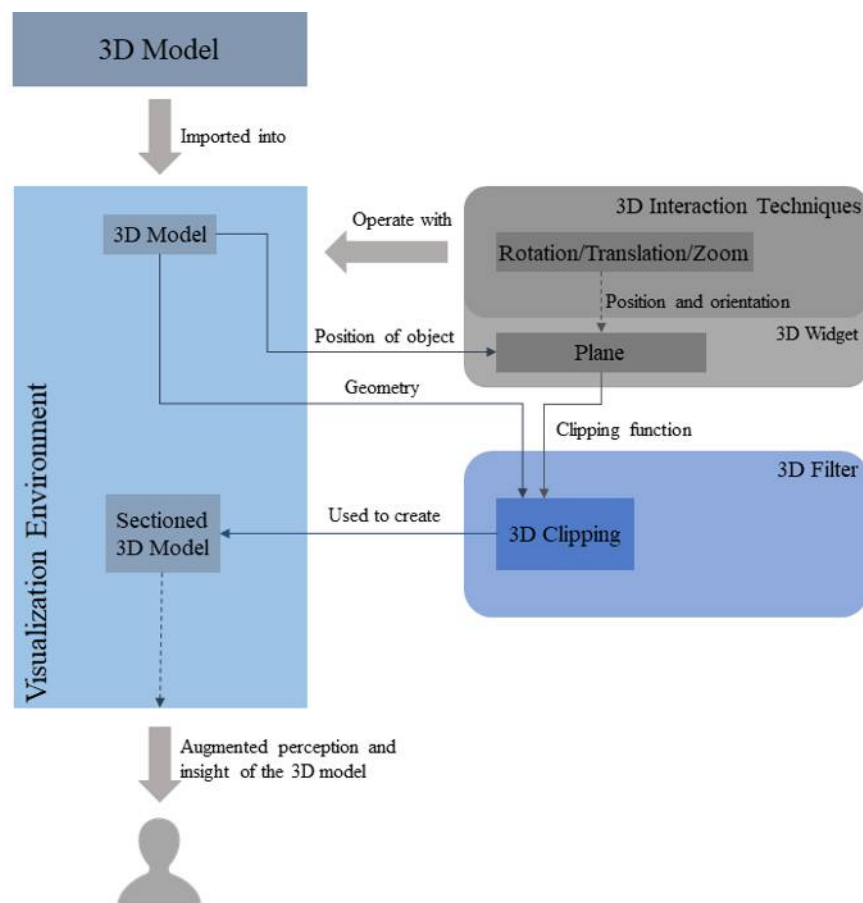 3D Model
Imported into
3D Interaction Techniques
Operate with
3D Model
Rotation/Translation/Zoom
Position and orientation
Position of object
3D Widget
Plane
Geometry
Clipping function
3D Filter
Visualization Environment
Used to create
Sectioned
3D Model
3D Clipping
Augmented perception and
insight of the 3D model